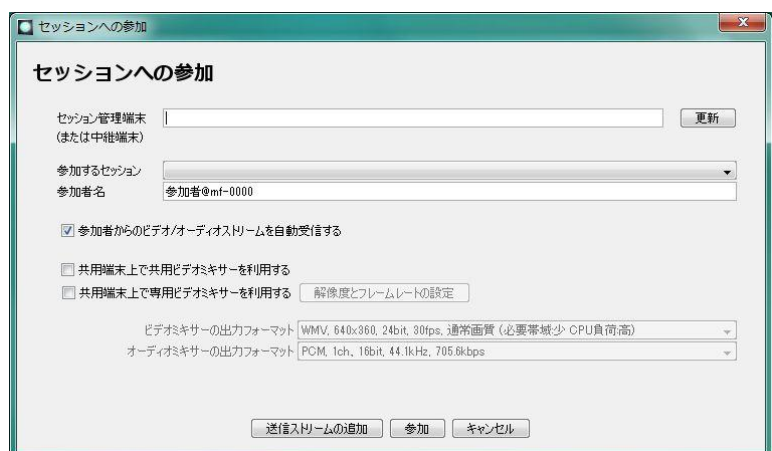 セッションへの参加
セッションへの参加
セッション管理端末
(または中継端末)
更新
参加するセッション
参加者名
参加者@mf-0000
参加者からのビデオ/オーディオストリームを自動受信する
共用端末上で共用ビデオミキサーを利用する
共用端末上で専用ビデオミキサーを利用する 解像度とフレームレートの設定
ビデオミキサーの出力フォーマット WMV, 640x360, 24bit, 30fps, 通常画質 (必要帯域:少 CPU負荷:高)
オーディオミキサーの出力フォーマット PCM, 1ch, 16bit, 44.1kHz, 705.6kbps
送信ストリームの追加 参加 キャンセル